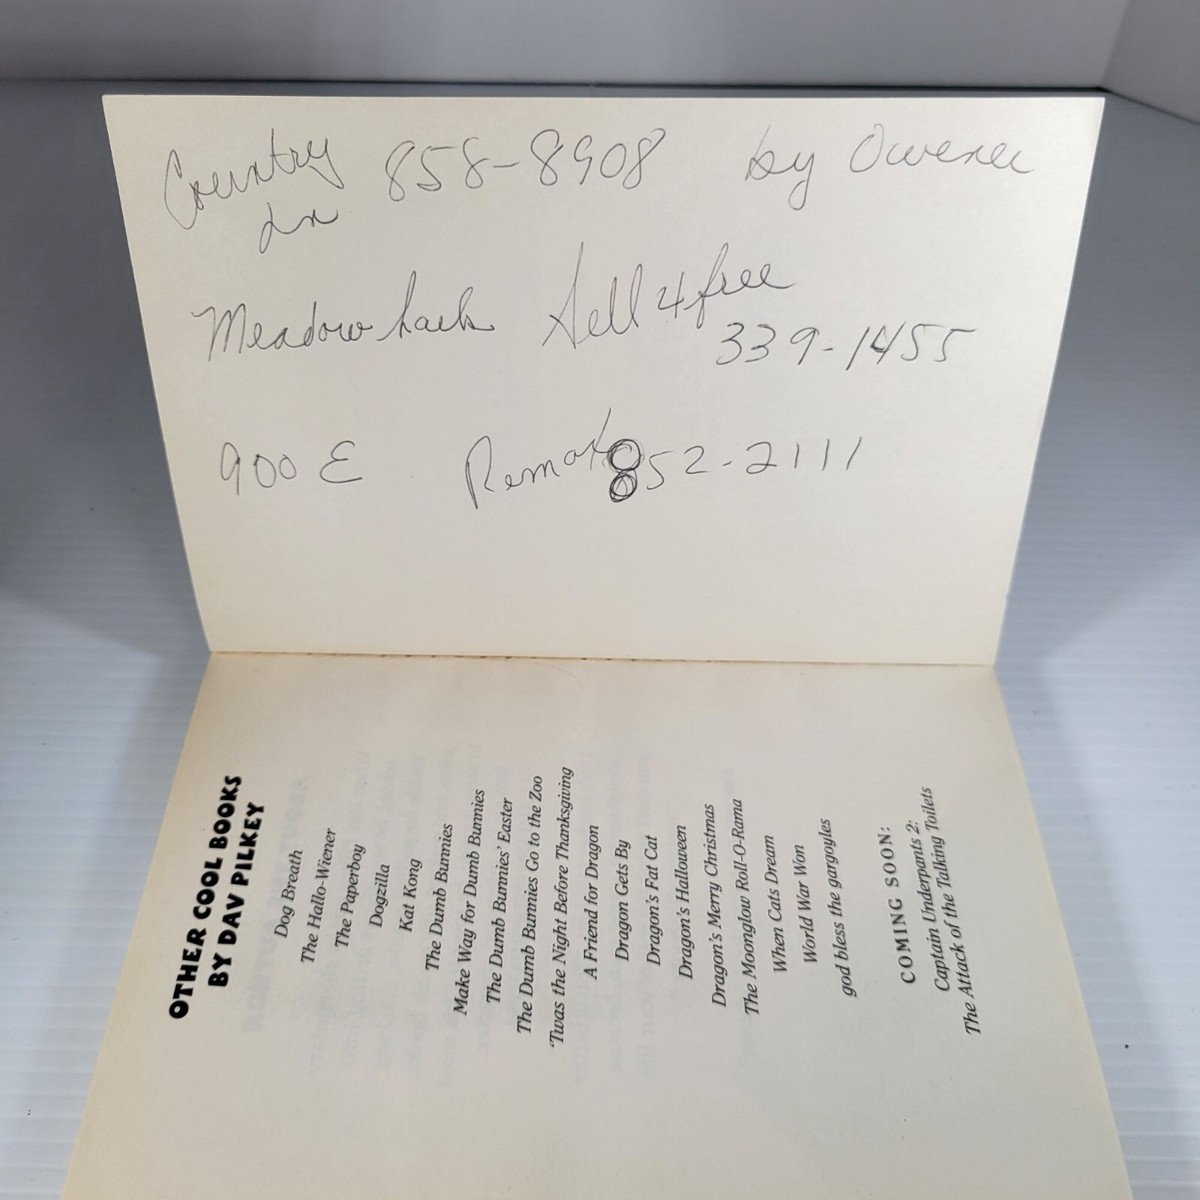 Country 858-8908 by Owener
Ln
Meadow Sell 4 free
339-1455
900 E 852-2111
OTHER COOL BOOKS
BY DAV PILKEY
Dog Breath
The Hallo-Wiener
The Paperboy
Dogzilla
Kat Kong
The Dumb Bunnies
Make Way for Dumb Bunnies
The Dumb Bunnies' Easter
The Dumb Bunnies Go to the Zoo
'Twas the Night Before Thanksgiving
A Friend for Dragon
Dragon Gets By
Dragon's Fat Cat
Dragon's Halloween
Dragon's Merry Christmas
The Moonglow Roll-O-Rama
When Cats Dream
World War Won
god bless the gargoyles
COMING SOON:
Captain Underpants 2:
The Attack of the Talking Toilets